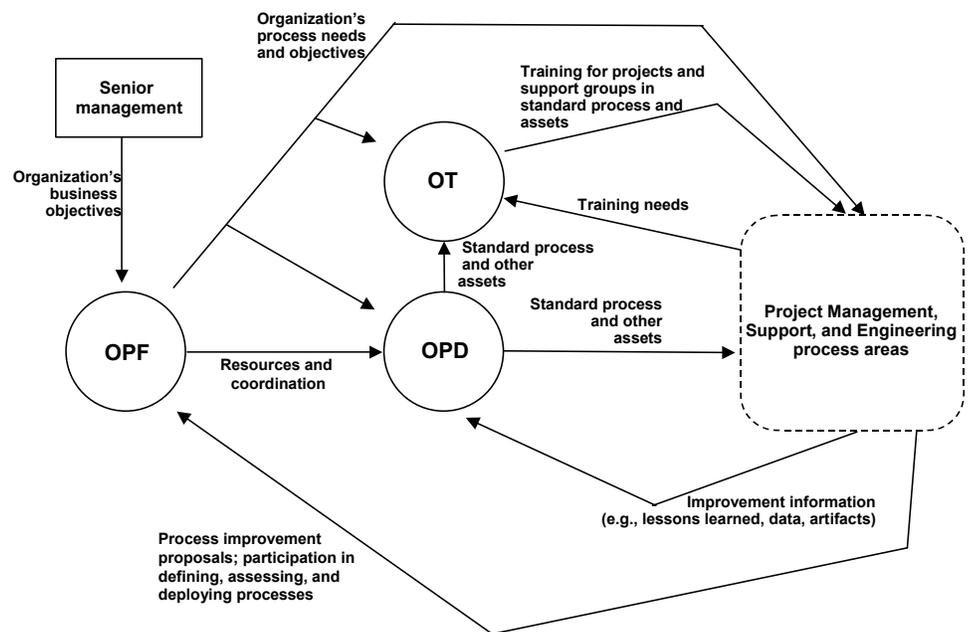 Organization’s
process needs
and objectives
Senior
management
Training for projects and
support groups in
standard process and
assets
Organization’s
business
objectives
OT
Training needs
Standard process
and other
assets
Standard process
and other
assets
Project Management,
Support, and Engineering
process areas
OPF
OPD
Resources and
coordination
Improvement information
(e.g., lessons learned, data, artifacts)
Process improvement
proposals; participation in
defining, assessing, and
deploying processes